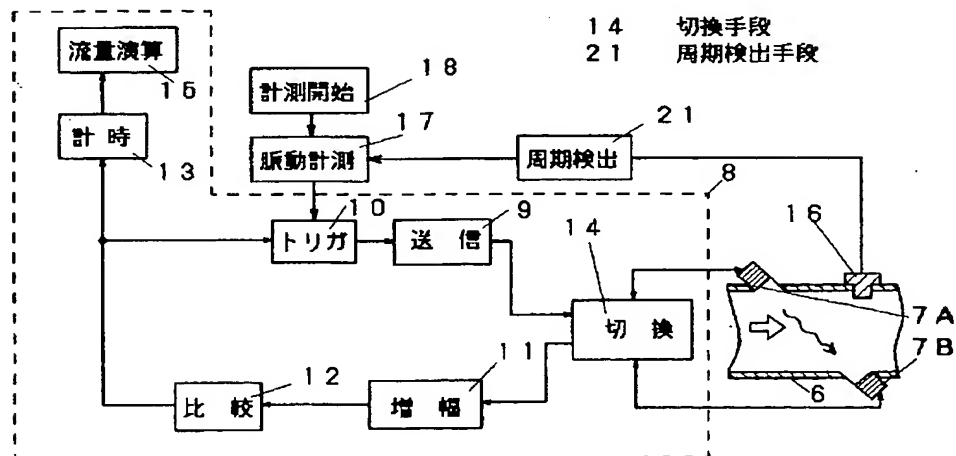 14 切換手段
21 周期検出手段
流量演算
15
計測開始
18
計時
13
脈動計測
17
周期検出
21
8
トリガ
10
送信
9
切換
14
16
7A
7B
6
比較
12
増幅
11